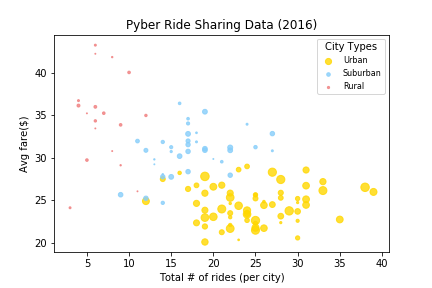 Pyber Ride Sharing Data (2016)
City Types
Urban
Suburban
Rural
Avg fare($)
40
35
30
25
20
5 10 15 20 25 30 35 40
Total # of rides (per city)